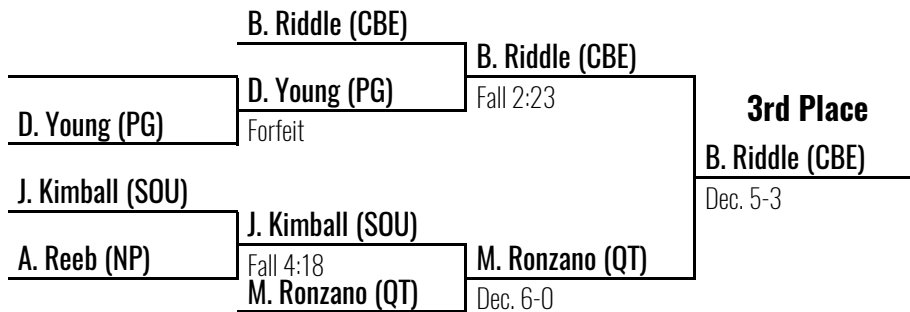 B. Riddle (CBE)
B. Riddle (CBE)
D. Young (PG)
Fall 2:23
3rd Place
D. Young (PG)
Forfeit
B. Riddle (CBE)
J. Kimball (SOU)
Dec. 5-3
J. Kimball (SOU)
A. Reeb (NP)
M. Ronzano (QT)
Fall 4:18
M. Ronzano (QT)
Dec. 6-0